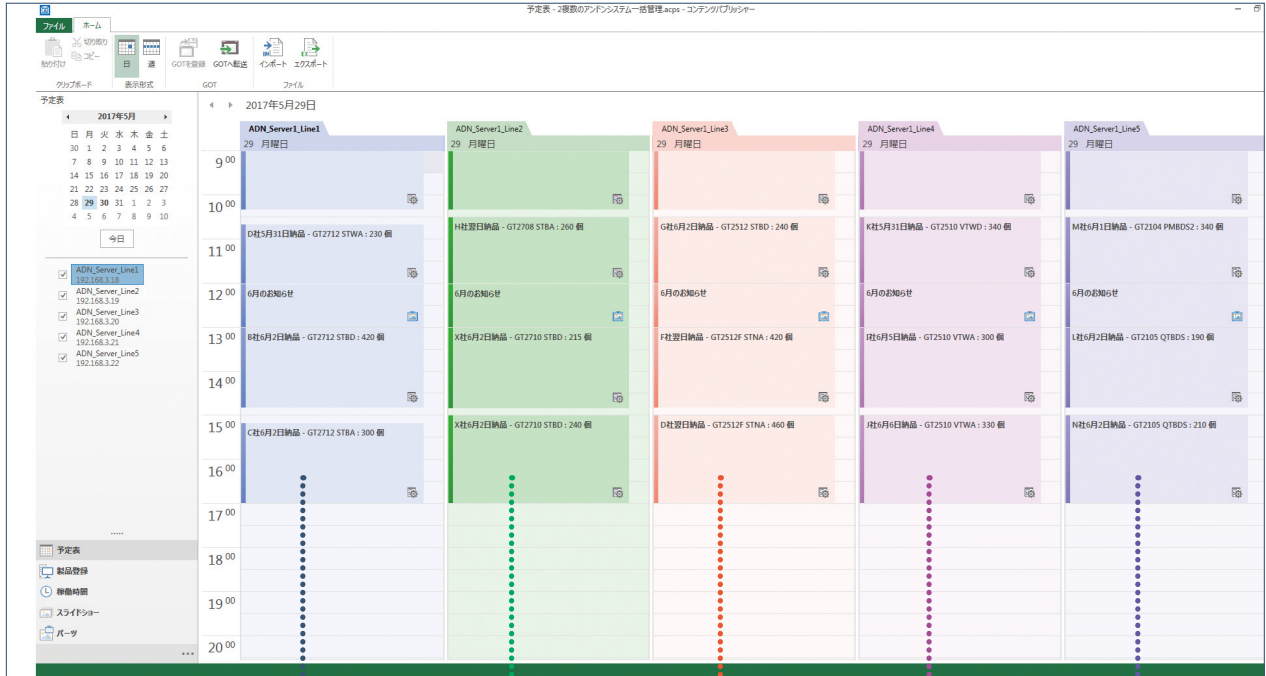 予定表 - 2複数のアンドンシステム一括管理.acps - コンテンツパブリッシャー
ファイル ホーム
貼り付け 切り取り コピー 日 週 GOTを登録 GOTへ転送 インポート エクスポート
クリップボード 表示形式 GOT ファイル
予定表
2017年5月
日 月 火 水 木 金 土
30 1 2 3 4 5 6
7 8 9 10 11 12 13
14 15 16 17 18 19 20
21 22 23 24 25 26 27
28 29 30 31 1 2 3
4 5 6 7 8 9 10
今日
ADN_Server_Line1
192.168.3.18
ADN_Server_Line2
192.168.3.19
ADN_Server_Line3
192.168.3.20
ADN_Server_Line4
192.168.3.21
ADN_Server_Line5
192.168.3.22
予定表
製品登録
稼働時間
スライドショー
パーツ
2017年5月29日
ADN_Server1_Line1 ADN_Server1_Line2 ADN_Server1_Line3 ADN_Server1_Line4 ADN_Server1_Line5
29 月曜日 29 月曜日 29 月曜日 29 月曜日 29 月曜日
9 00
10 00
D社5月31日納品 - GT2712 STWA : 230 個 H社翌日納品 - GT2708 STBA : 260 個 G社6月2日納品 - GT2512 STBD : 240 個 K社5月31日納品 - GT2510 VTWD : 340 個 M社6月1日納品 - GT2104 PMBDS2 : 340 個
11 00
12 00 6月のお知らせ 6月のお知らせ 6月のお知らせ 6月のお知らせ 6月のお知らせ
13 00 B社6月2日納品 - GT2712 STBD : 420 個 X社6月2日納品 - GT2710 STBD : 215 個 F社翌日納品 - GT2512F STNA : 420 個 I社6月5日納品 - GT2510 VTWA : 300 個 L社6月2日納品 - GT2105 QTBDS : 190 個
14 00
15 00 C社6月2日納品 - GT2712 STBA : 300 個 X社6月2日納品 - GT2710 STBD : 240 個 D社翌日納品 - GT2512F STNA : 460 個 J社6月6日納品 - GT2510 VTWA : 330 個 N社6月2日納品 - GT2105 QTBDS : 210 個
16 00
17 00
18 00
19 00
20 00